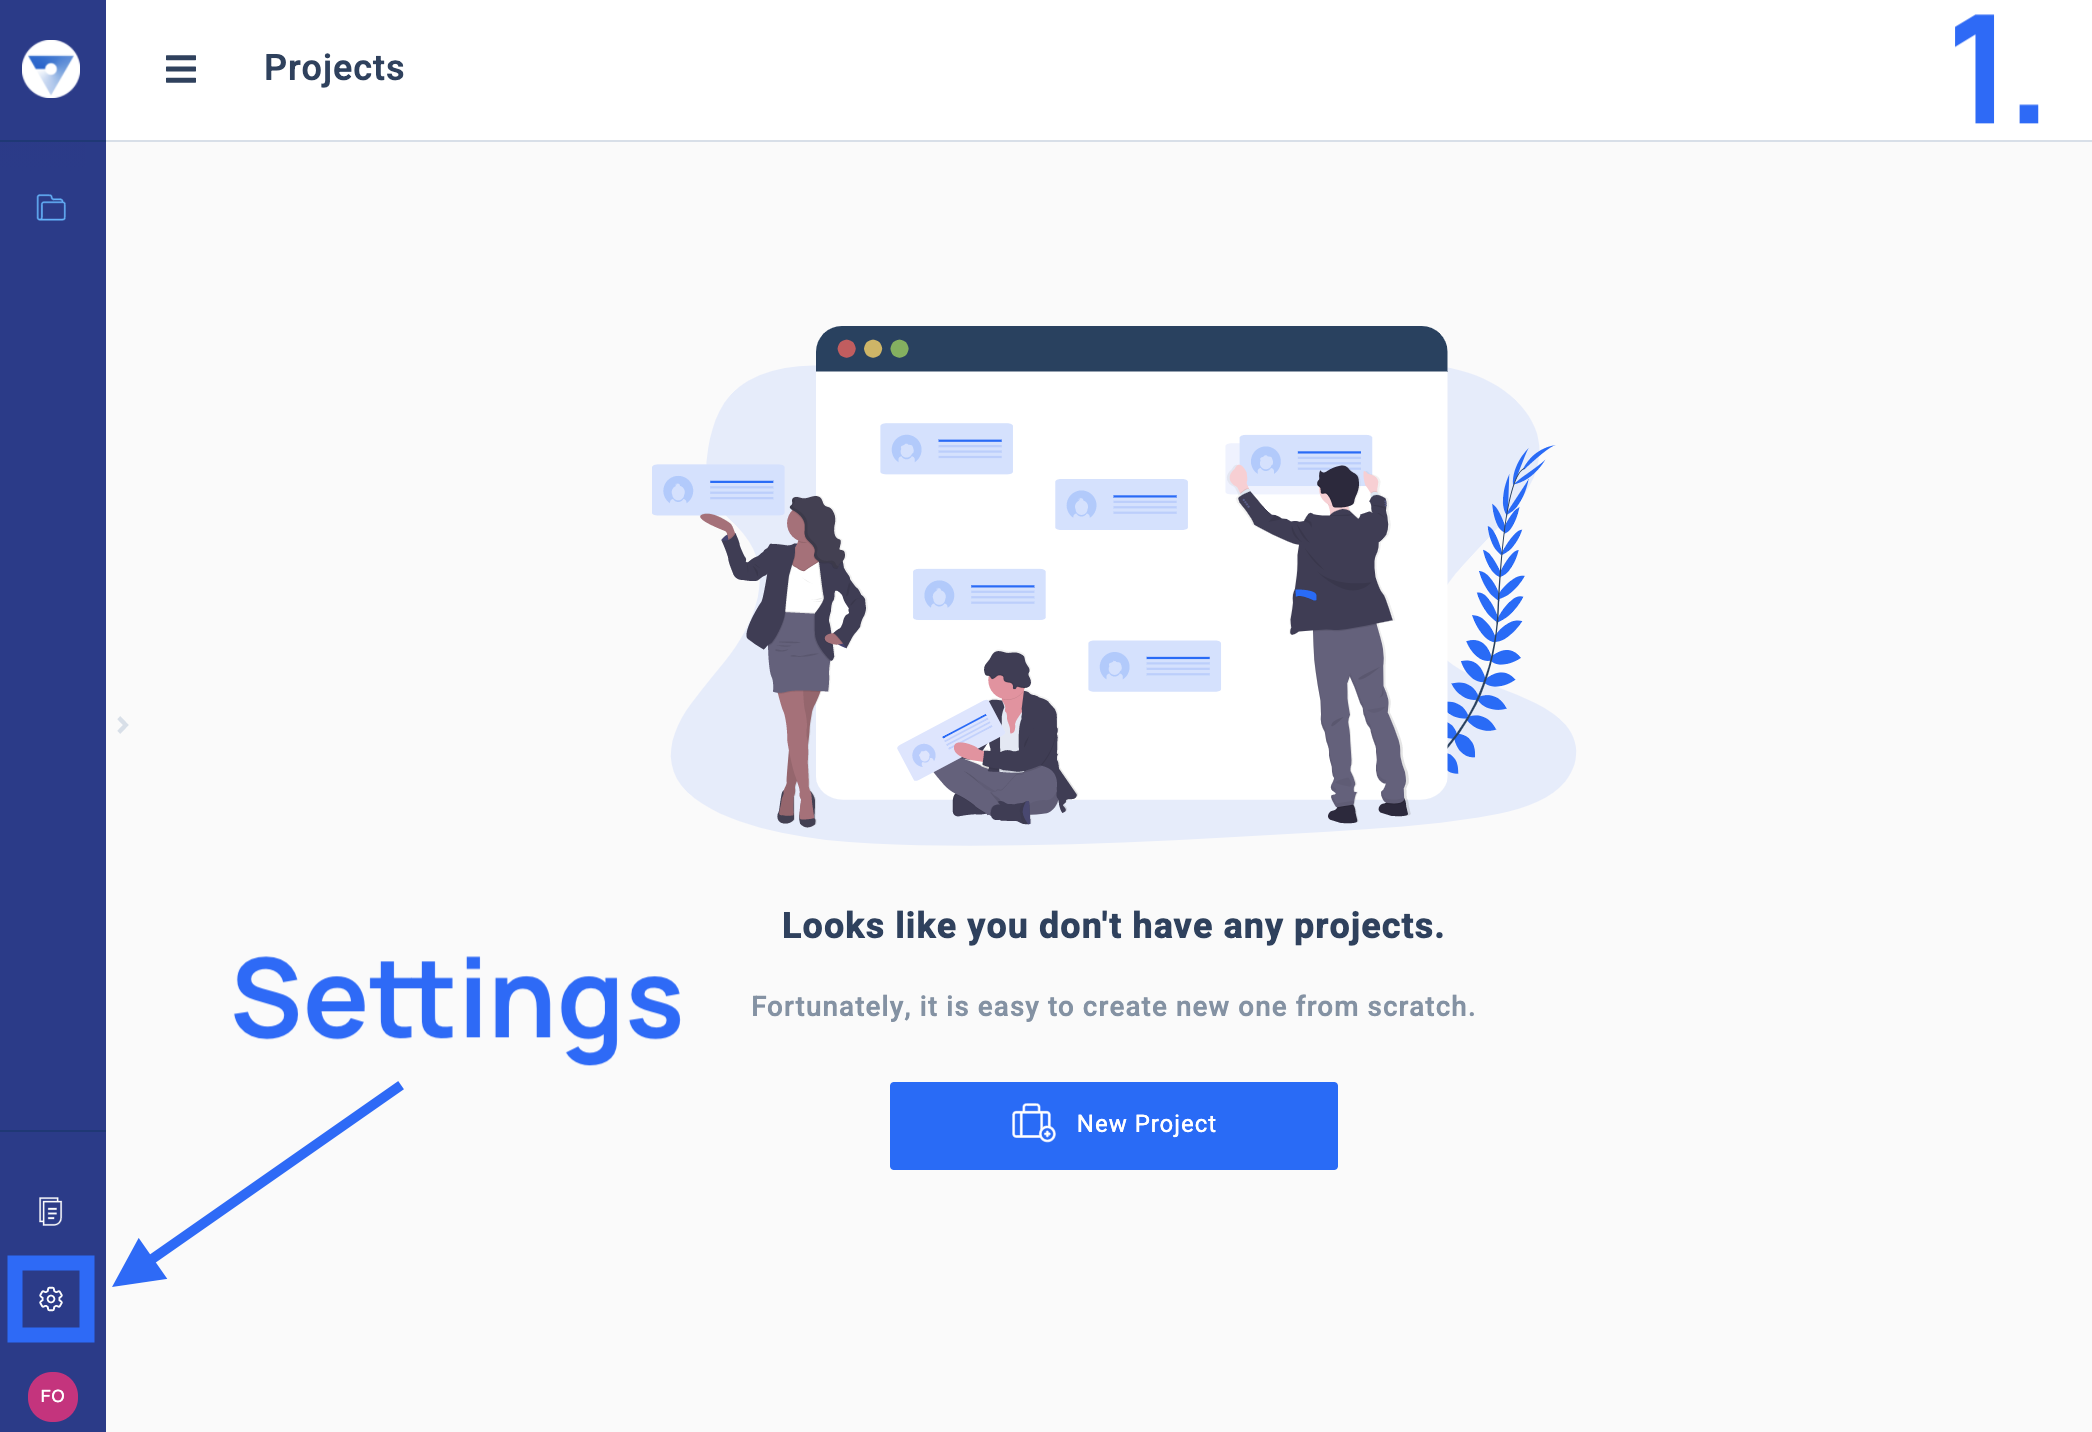 Projects
1.
Looks like you don't have any projects.
Settings
Fortunately, it is easy to create new one from scratch.
New Project
FO